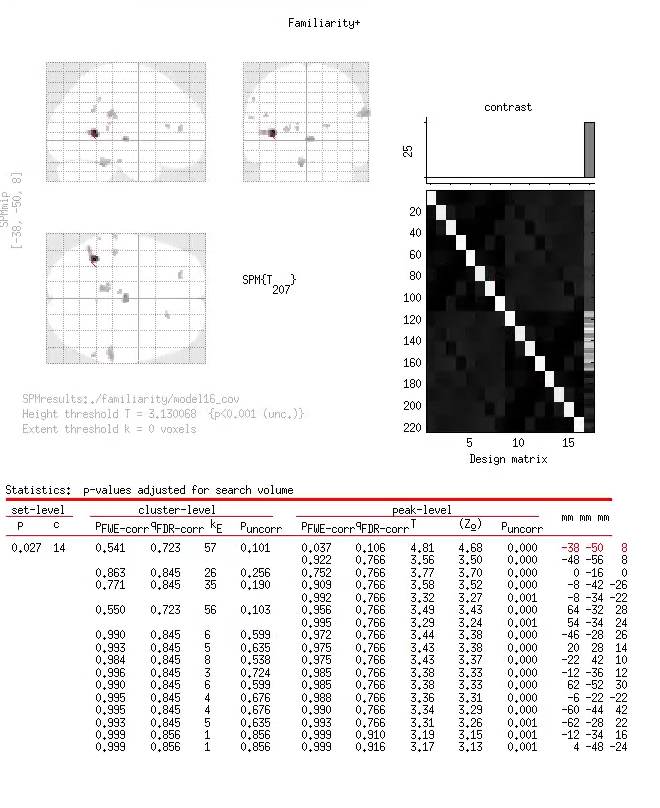 Familiarity+
SPMmip
[-38, -50, 8]
SPM{T207}
contrast
25
20
40
60
80
100
120
140
160
180
200
220
5 10 15
Design matrix
SPMresults:./familiarity/model16_cov
Height threshold T = 3.130068 {p<0.001 (unc.)}
Extent threshold k = 0 voxels
Statistics: p-values adjusted for search volume
set-level cluster-level peak-level mm mm mm
p c pFWE-corr qFDR-corr kE puncorr pFWE-corr qFDR-corr T (Z0) puncorr
0.027 14 0.541 0.723 57 0.101 0.037 0.106 4.81 4.68 0.000 -38 -50 8
0.922 0.766 3.56 3.50 0.000 -48 -56 8
0.863 0.845 26 0.256 0.752 0.766 3.77 3.70 0.000 0 -16 0
0.771 0.845 35 0.190 0.909 0.766 3.58 3.52 0.000 -8 -42 -26
0.992 0.766 3.32 3.27 0.001 -8 -34 -22
0.550 0.723 56 0.103 0.956 0.766 3.49 3.43 0.000 64 -32 28
0.995 0.766 3.29 3.24 0.001 54 -34 24
0.990 0.845 6 0.599 0.972 0.766 3.44 3.38 0.000 -46 -28 26
0.993 0.845 5 0.635 0.975 0.766 3.43 3.38 0.000 20 28 14
0.984 0.845 8 0.538 0.975 0.766 3.43 3.37 0.000 -22 42 10
0.996 0.845 3 0.724 0.985 0.766 3.38 3.33 0.000 -12 -36 12
0.990 0.845 6 0.599 0.985 0.766 3.38 3.33 0.000 62 -52 30
0.995 0.845 4 0.676 0.988 0.766 3.36 3.31 0.000 -6 -22 -22
0.995 0.845 4 0.676 0.990 0.766 3.34 3.29 0.000 -60 -44 42
0.993 0.845 5 0.635 0.993 0.766 3.31 3.26 0.001 -62 -28 22
0.999 0.856 1 0.856 0.999 0.910 3.19 3.15 0.001 -12 -34 16
0.999 0.856 1 0.856 0.999 0.916 3.17 3.13 0.001 4 -48 -24